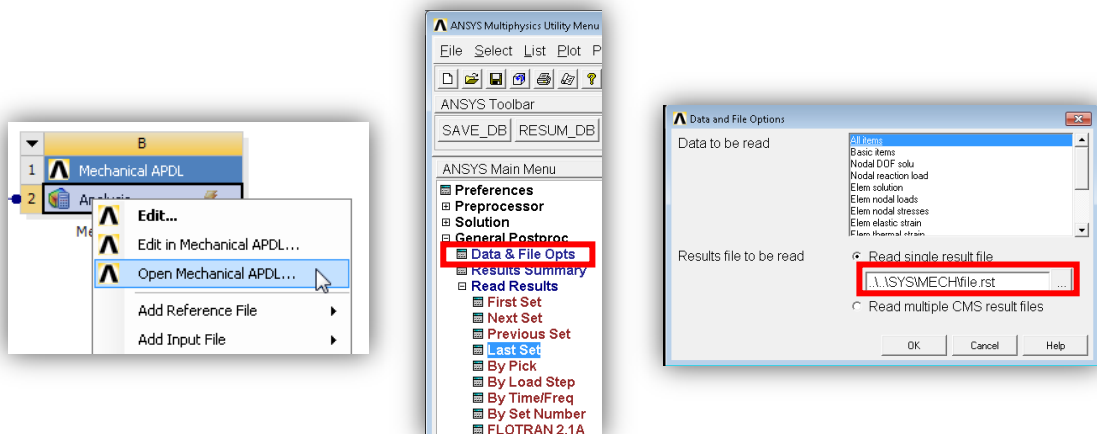 B
1 Mechanical APDL
2 Analysis
Edit...
Edit in Mechanical APDL...
Open Mechanical APDL...
Add Reference File
Add Input File
ANSYS Multiphysics Utility Menu
File Select List Plot P
ANSYS Toolbar
SAVE_DB RESUM_DB
ANSYS Main Menu
Preferences
Preprocessor
Solution
General Postproc
Data & File Opts
Results Summary
Read Results
First Set
Next Set
Previous Set
Last Set
By Pick
By Load Step
By Time/Freq
By Set Number
FLOTRAN 2.1A
Data and File Options
Data to be read
All items
Basic items
Nodal DOF solu
Nodal reaction load
Elem solution
Elem nodal loads
Elem nodal stresses
Elem elastic strain
Elem thermal strain
Results file to be read
Read single result file
..\..\SYS\MECH\file.rst ...
Read multiple CMS result files
OK Cancel Help